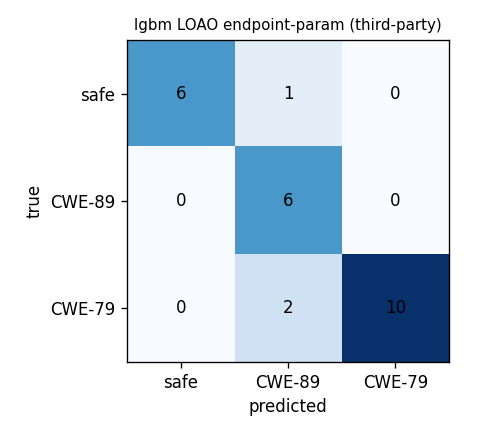 lgbm LOAO endpoint-param (third-party)
true
safe 6 1 0
CWE-89 0 6 0
CWE-79 0 2 10
safe CWE-89 CWE-79
predicted